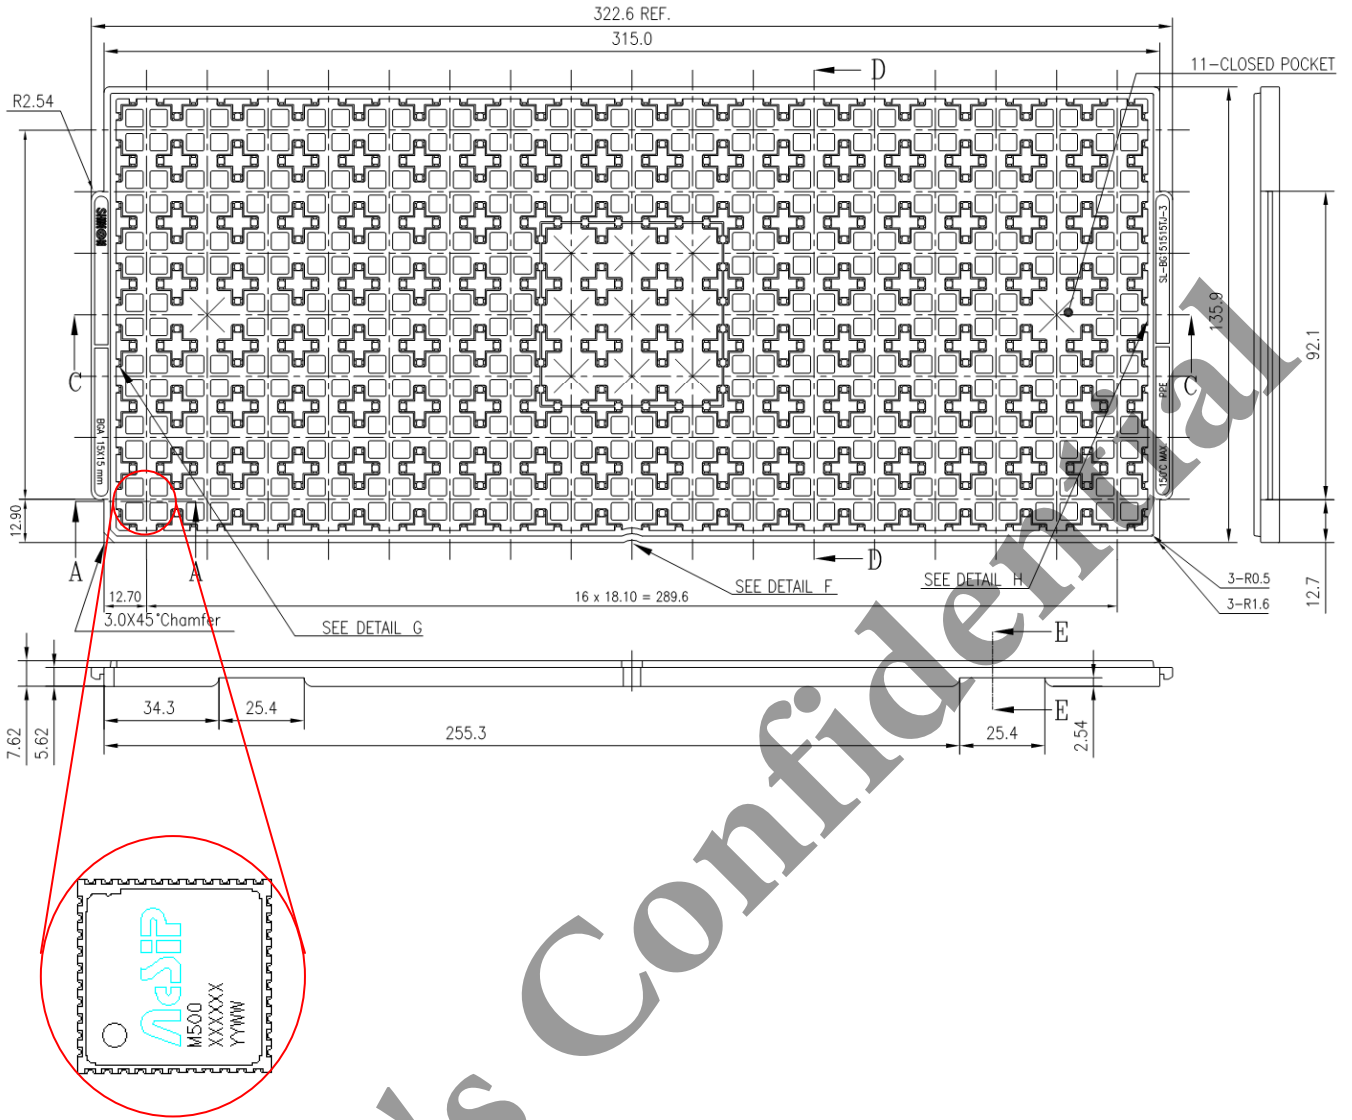 322.6 REF.
315.0
D
11-CLOSED POCKET
R2.54
SHINON
SL-BG151515TJ-3
135.9
92.1
C
C
PPE
BGA 15X15 mm
150°C MAX
12.90
A
A
D
SEE DETAIL F
SEE DETAIL H
3-R0.5
12.70
16 x 18.10 = 289.6
3-R1.6
12.7
3.0X45°Chamfer
SEE DETAIL G
E
7.62
5.62
34.3
25.4
255.3
E
25.4
2.54
AcSiP
M500
XXXXXX
YYWW
's Confidential